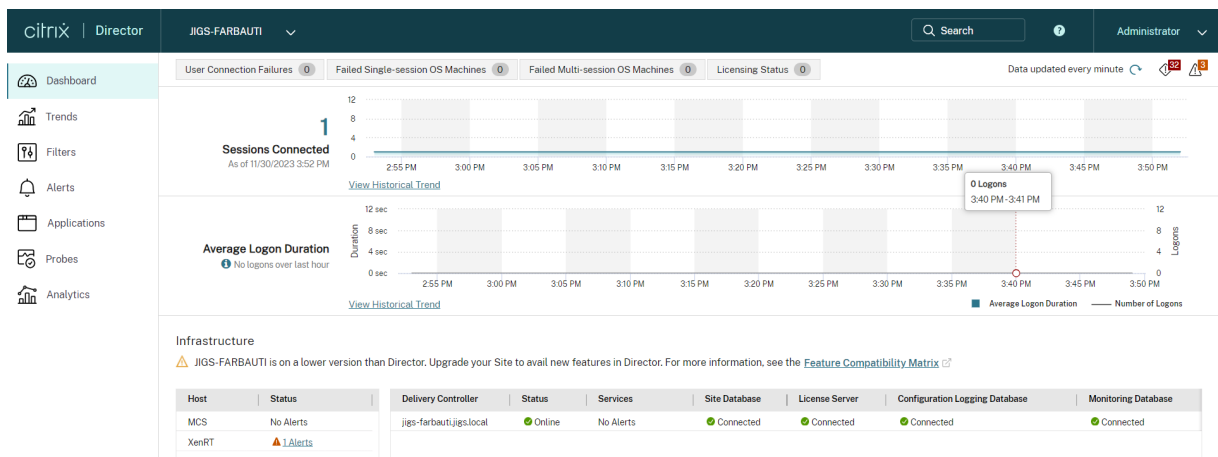 citrix | Director
JIGS-FARBAUTI
Search
?
Administrator
Dashboard
Trends
Filters
Alerts
Applications
Probes
Analytics
User Connection Failures 0
Failed Single-session OS Machines 0
Failed Multi-session OS Machines 0
Licensing Status 0
Data updated every minute
32
3
1
Sessions Connected
As of 11/30/2023 3:52 PM
12
8
4
0
2:55 PM 3:00 PM 3:05 PM 3:10 PM 3:15 PM 3:20 PM 3:25 PM 3:30 PM 3:35 PM 3:40 PM 3:45 PM 3:50 PM
View Historical Trend
0 Logons
3:40 PM-3:41 PM
Average Logon Duration
No logons over last hour
Duration
12 sec
8 sec
4 sec
0 sec
12
8
4
0
Logons
2:55 PM 3:00 PM 3:05 PM 3:10 PM 3:15 PM 3:20 PM 3:25 PM 3:30 PM 3:35 PM 3:40 PM 3:45 PM 3:50 PM
View Historical Trend
Average Logon Duration
Number of Logons
Infrastructure
JIGS-FARBAUTI is on a lower version than Director. Upgrade your Site to avail new features in Director. For more information, see the Feature Compatibility Matrix
Host Status
MCS No Alerts
XenRT 1 Alerts
Delivery Controller Status Services Site Database License Server Configuration Logging Database Monitoring Database
jigs-farbauti.jigs.local Online No Alerts Connected Connected Connected Connected